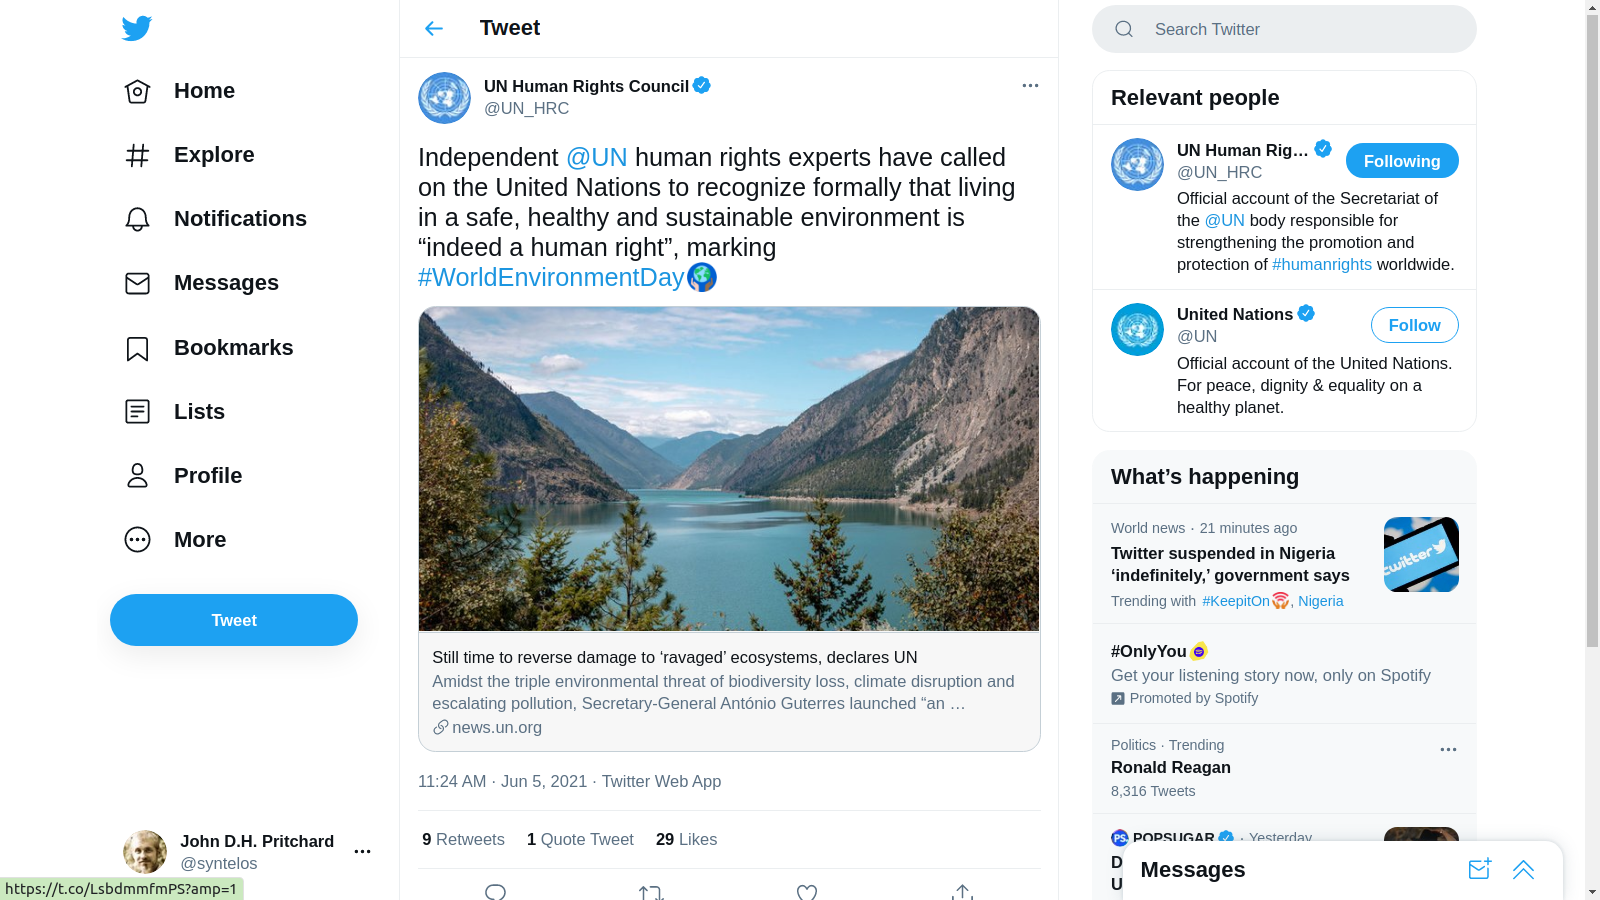 Home
Explore
Notifications
Messages
Bookmarks
Lists
Profile
More
Tweet
John D.H. Pritchard
@syntelos
https://t.co/LsbdmmfmPS?amp=1
Tweet
UN Human Rights Council
@UN_HRC
Independent @UN human rights experts have called
on the United Nations to recognize formally that living
in a safe, healthy and sustainable environment is
“indeed a human right”, marking
#WorldEnvironmentDay
Still time to reverse damage to ‘ravaged’ ecosystems, declares UN
Amidst the triple environmental threat of biodiversity loss, climate disruption and
escalating pollution, Secretary-General António Guterres launched “an …
news.un.org
11:24 AM · Jun 5, 2021 · Twitter Web App
9 Retweets 1 Quote Tweet 29 Likes
Search Twitter
Relevant people
UN Human Rig…
@UN_HRC
Following
Official account of the Secretariat of
the @UN body responsible for
strengthening the promotion and
protection of #humanrights worldwide.
United Nations
@UN
Follow
Official account of the United Nations.
For peace, dignity & equality on a
healthy planet.
What’s happening
World news · 21 minutes ago
Twitter suspended in Nigeria
‘indefinitely,’ government says
Trending with #KeepitOn, Nigeria
twitter
#OnlyYou
Get your listening story now, only on Spotify
Promoted by Spotify
Politics · Trending
Ronald Reagan
8,316 Tweets
PS POPSUGAR · Yesterday
D
U
Messages